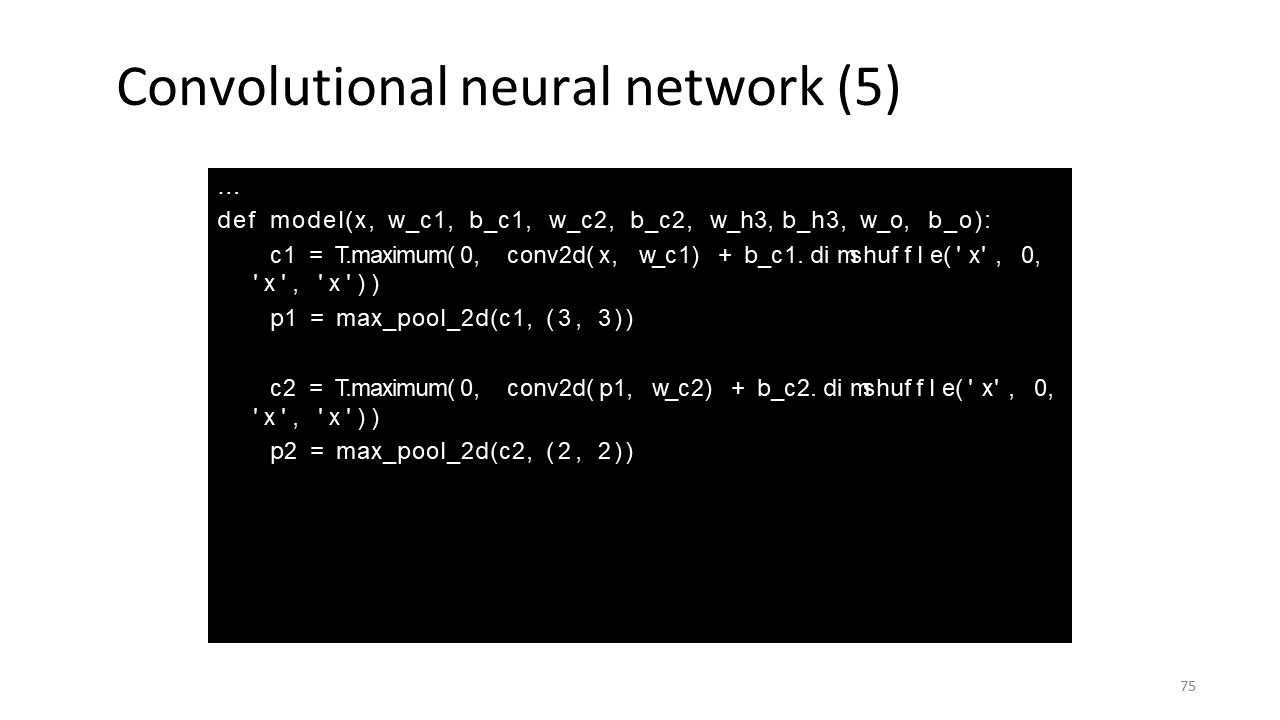 Convolutional neural network (5)
...
def model(x, w_c1, b_c1, w_c2, b_c2, w_h3, b_h3, w_o, b_o):
c1 = T.maximum(0, conv2d(x, w_c1) + b_c1.dimshuffle('x', 0,
'x', 'x'))
p1 = max_pool_2d(c1, (3, 3))
c2 = T.maximum(0, conv2d(p1, w_c2) + b_c2.dimshuffle('x', 0,
'x', 'x'))
p2 = max_pool_2d(c2, (2, 2))
75